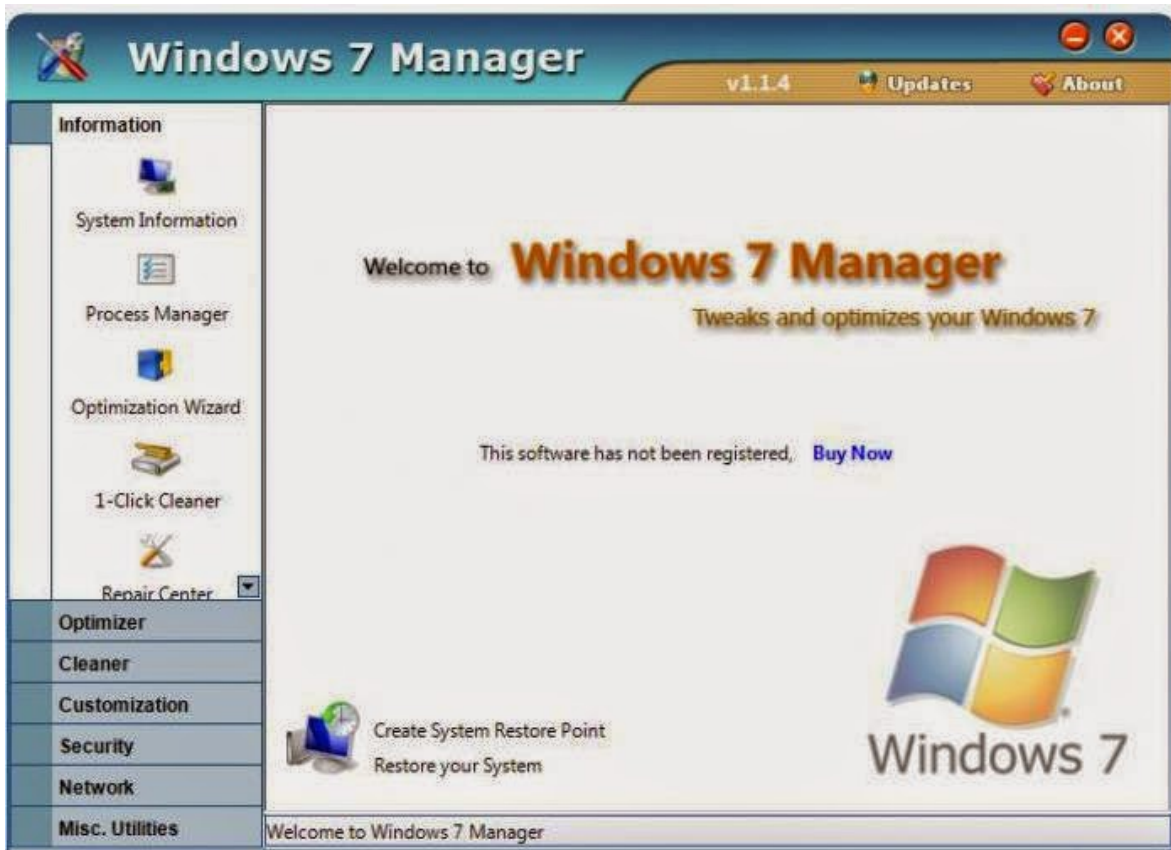 Windows 7 Manager
v1.1.4 Updates About
Information
System Information
Process Manager
Optimization Wizard
1-Click Cleaner
Repair Center
Optimizer
Cleaner
Customization
Security
Network
Misc. Utilities
Welcome to Windows 7 Manager
Tweaks and optimizes your Windows 7
This software has not been registered, Buy Now
Create System Restore Point
Restore your System
Windows 7
Welcome to Windows 7 Manager